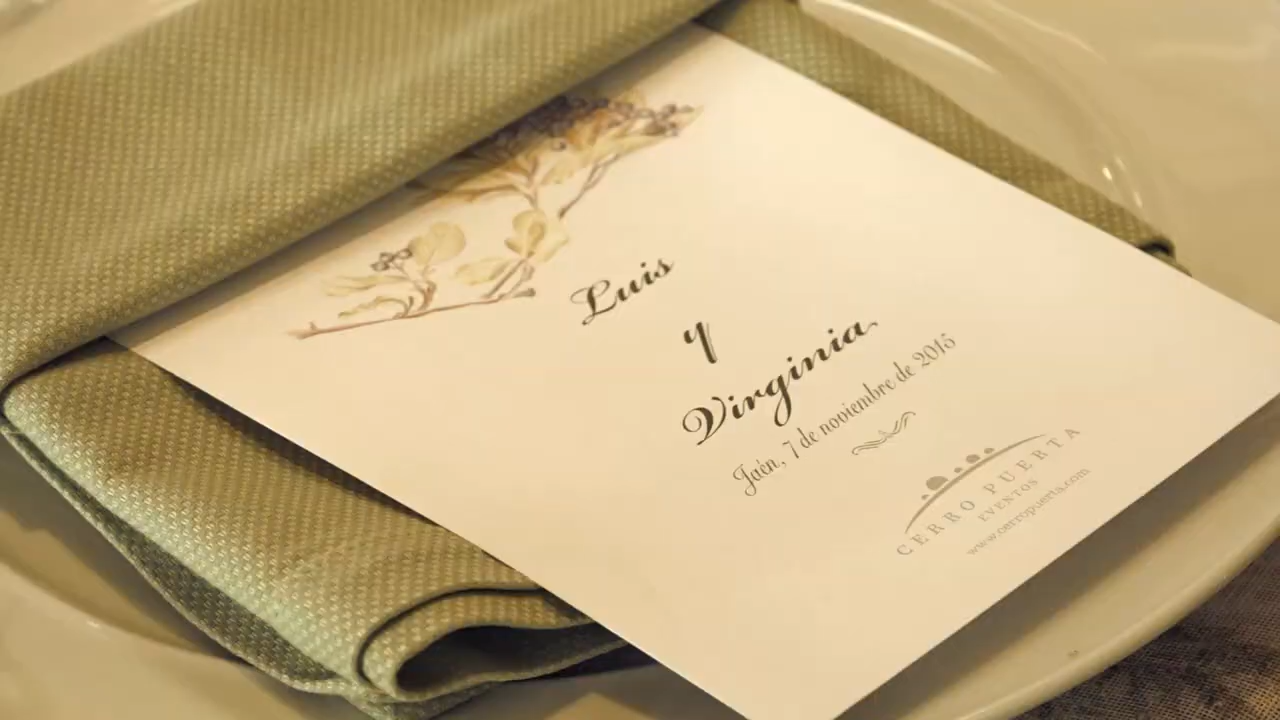 Luis
y
Virginia
Jaén, 7 de noviembre de 2015
CERRO PUERTA
EVENTOS
www.cerropuerta.com